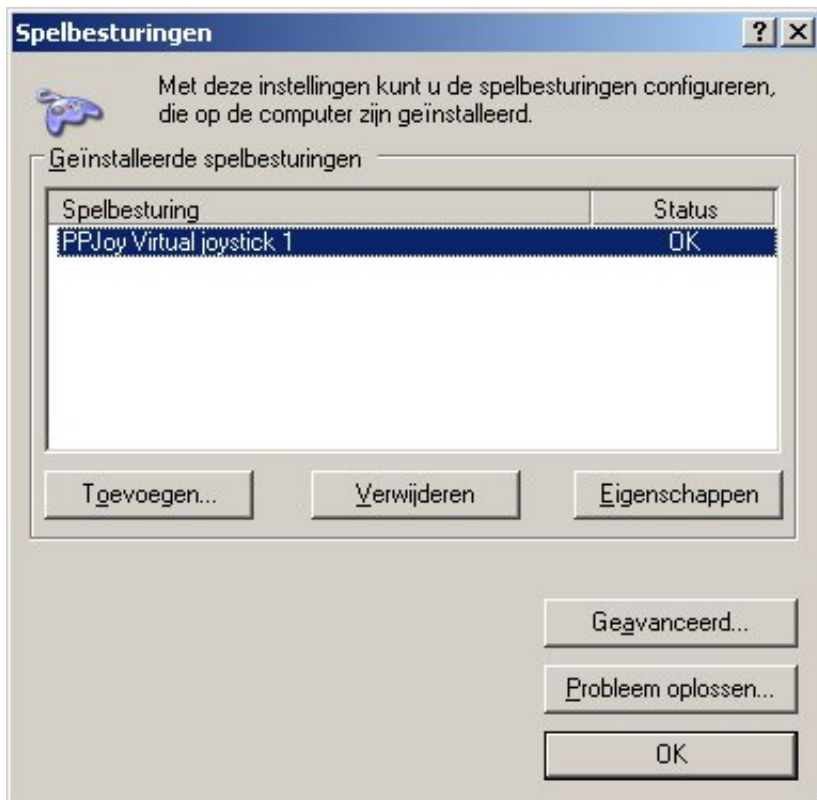 Spelbesturingen
Met deze instellingen kunt u de spelbesturingen configureren,
die op de computer zijn geïnstalleerd.
Geïnstalleerde spelbesturingen
Spelbesturing Status
PPJoy Virtual joystick 1 OK
Toevoegen... Verwijderen Eigenschappen
Geavanceerd...
Probleem oplossen...
OK